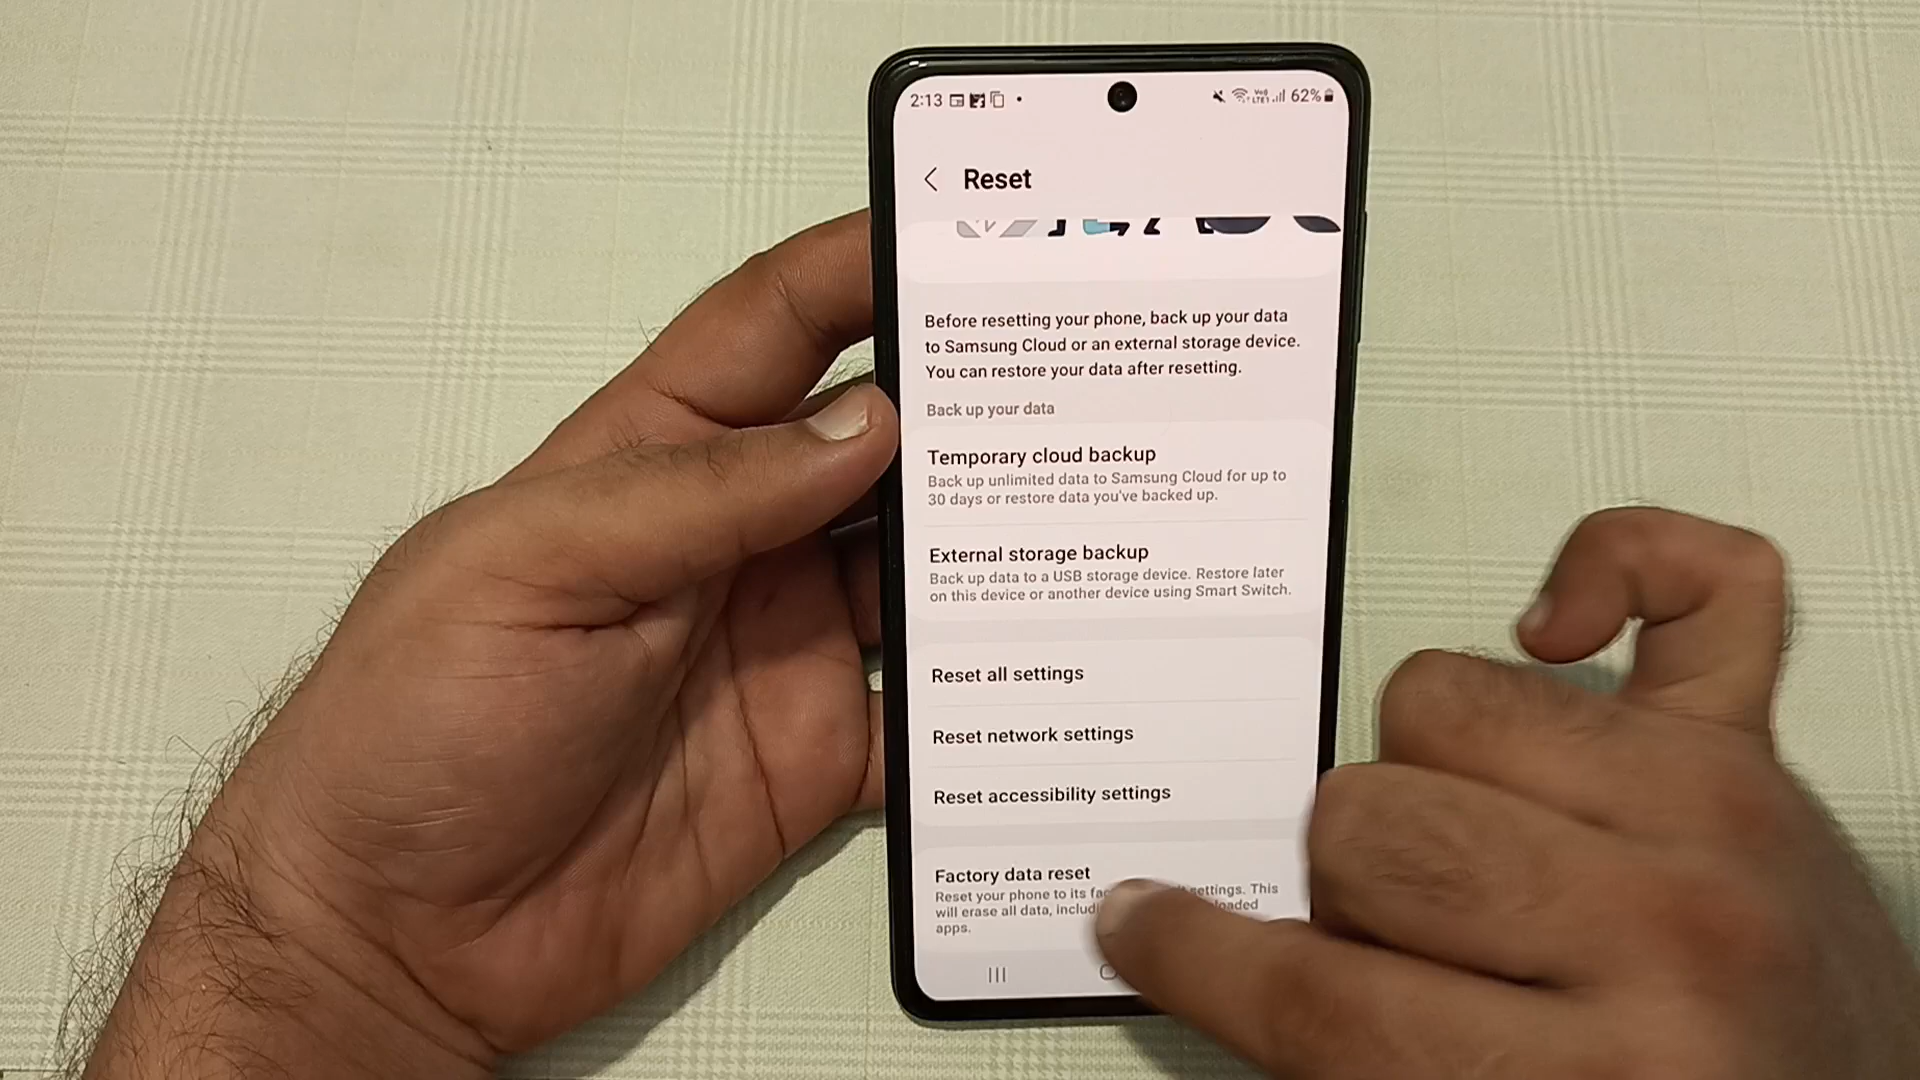 2:13
62%
Reset
Before resetting your phone, back up your data
to Samsung Cloud or an external storage device.
You can restore your data after resetting.
Back up your data
Temporary cloud backup
Back up unlimited data to Samsung Cloud for up to
30 days or restore data you've backed up.
External storage backup
Back up data to a USB storage device. Restore later
on this device or another device using Smart Switch.
Reset all settings
Reset network settings
Reset accessibility settings
Factory data reset
Reset your phone to its settings. This
will erase all data,
apps.